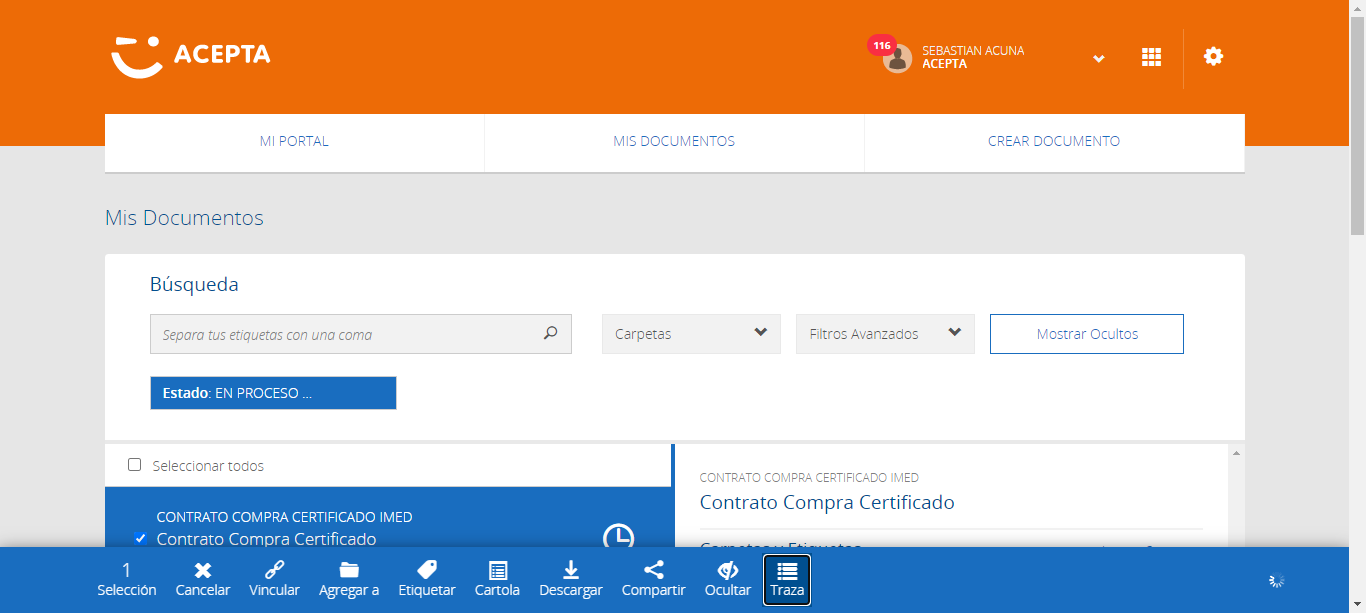 ACEPTA
116
SEBASTIAN ACUNA
ACEPTA
MI PORTAL
MIS DOCUMENTOS
CREAR DOCUMENTO
Mis Documentos
Búsqueda
Separa tus etiquetas con una coma
Carpetas
Filtros Avanzados
Mostrar Ocultos
Estado: EN PROCESO ...
Seleccionar todos
CONTRATO COMPRA CERTIFICADO IMED
Contrato Compra Certificado
CONTRATO COMPRA CERTIFICADO IMED
Contrato Compra Certificado
Carpetas y Etiquetas
1
Selección
Cancelar
Vincular
Agregar a
Etiquetar
Cartola
Descargar
Compartir
Ocultar
Traza